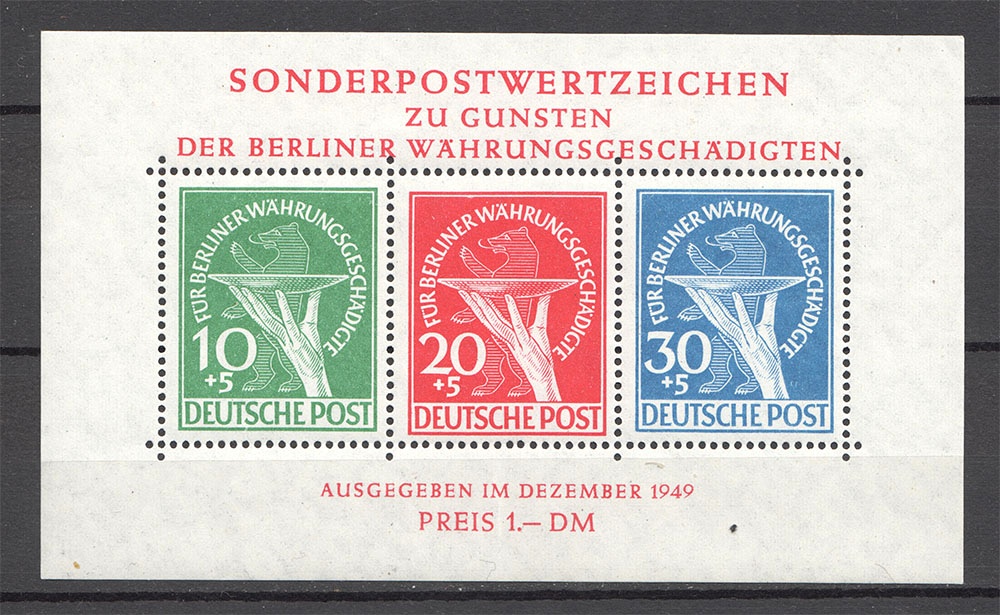 SONDERPOSTWERTZEICHEN
ZU GUNSTEN
DER BERLINER WÄHRUNGSGESCHÄDIGTEN
FÜR BERLINER WÄHRUNGSGESCHÄDIGTE
10
+5
DEUTSCHE POST
FÜR BERLINER WÄHRUNGSGESCHÄDIGTE
20
+5
DEUTSCHE POST
FÜR BERLINER WÄHRUNGSGESCHÄDIGTE
30
+5
DEUTSCHE POST
AUSGEGEBEN IM DEZEMBER 1949
PREIS 1.— DM